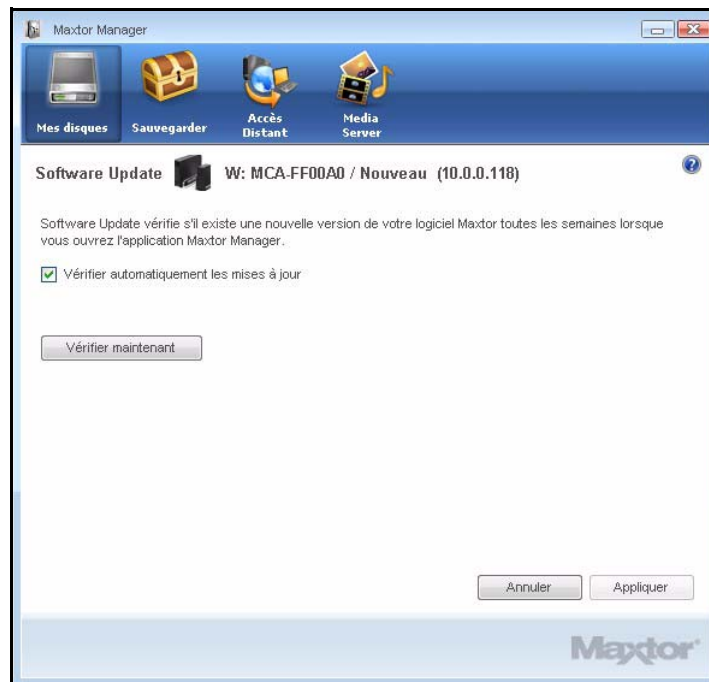 Maxtor Manager
Mes disques
Sauvegarder
Accès
Distant
Media
Server
Software Update W: MCA-FF00A0 / Nouveau (10.0.0.118)
Software Update vérifie s'il existe une nouvelle version de votre logiciel Maxtor toutes les semaines lorsque
vous ouvrez l'application Maxtor Manager.
Vérifier automatiquement les mises à jour
Vérifier maintenant
Annuler
Appliquer
Maxtor